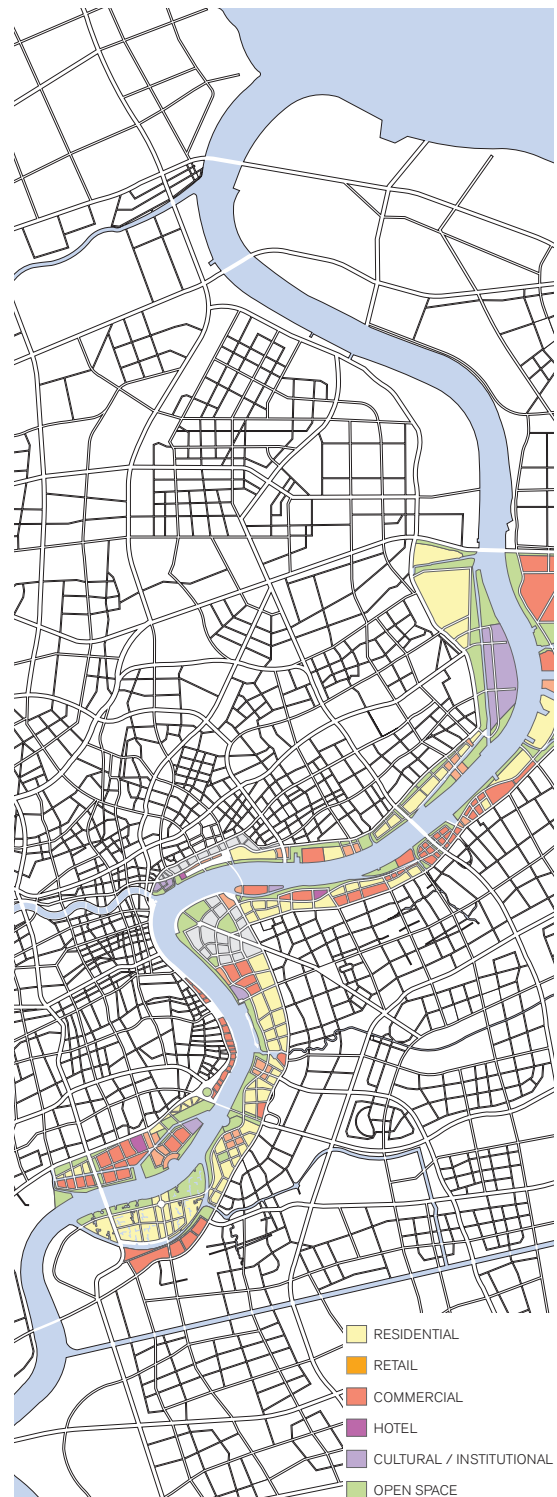 RESIDENTIAL
RETAIL
COMMERCIAL
HOTEL
CULTURAL / INSTITUTIONAL
OPEN SPACE